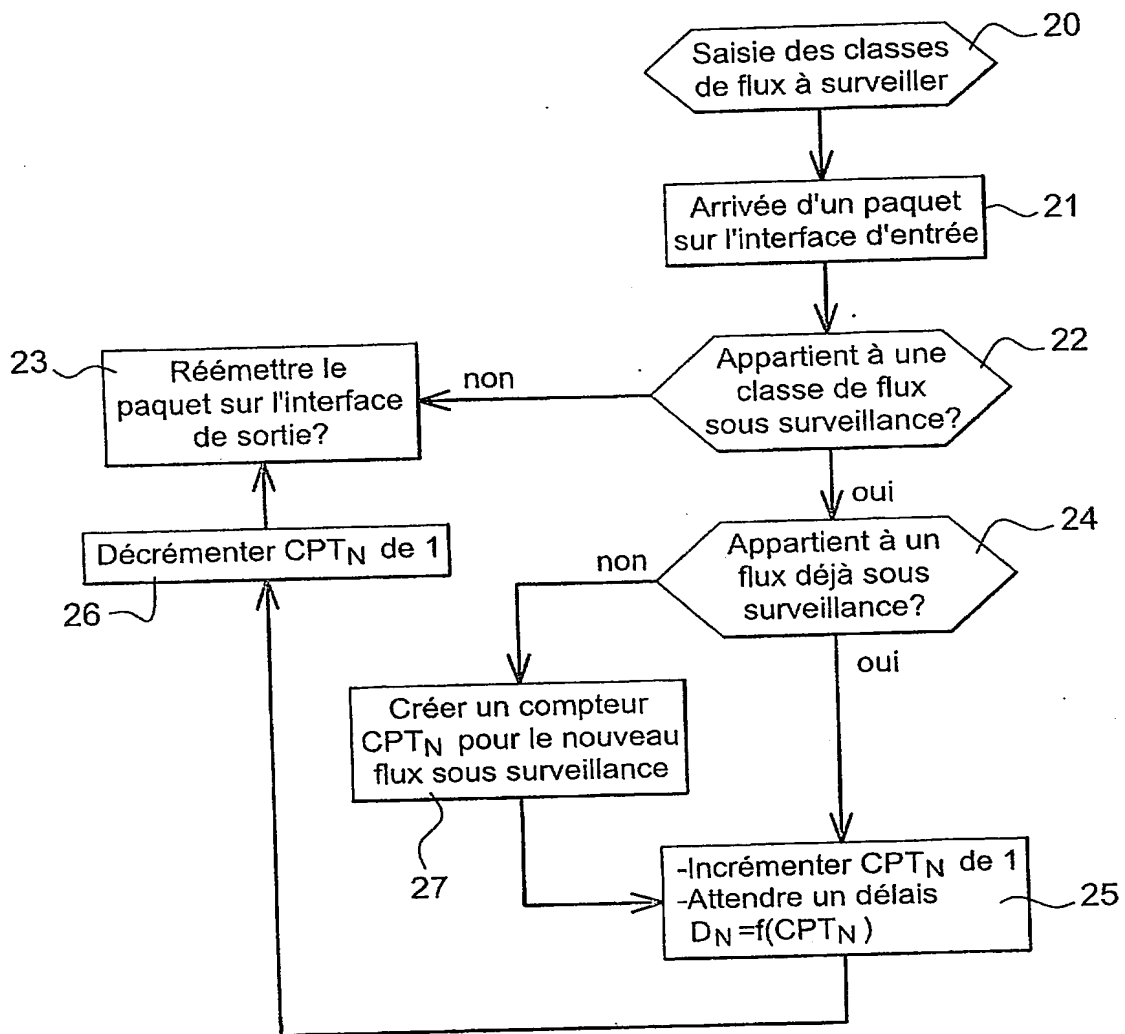 Saisie des classes
de flux à surveiller
20
Arrivée d'un paquet
sur l'interface d'entrée
21
Appartient à une
classe de flux
sous surveillance?
22
non
23
Réémettre le
paquet sur l'interface
de sortie?
oui
Appartient à un
flux déjà sous
surveillance?
24
non
Décrémenter CPTN de 1
26
oui
Créer un compteur
CPTN pour le nouveau
flux sous surveillance
27
-Incrémenter CPTN de 1
-Attendre un délais
DN=f(CPTN)
25